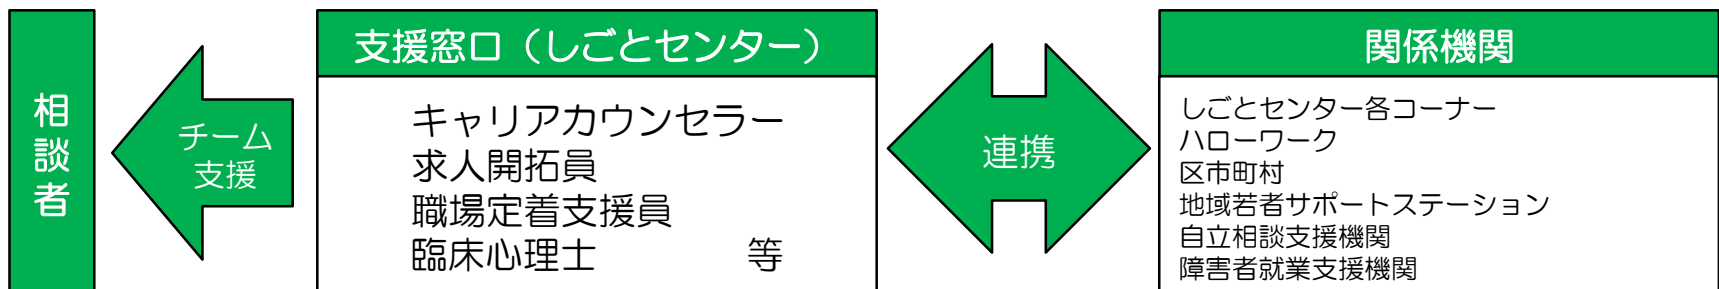 相談者
チーム
支援
支援窓口（しごとセンター）
キャリアカウンセラー
求人開拓員
職場定着支援員
臨床心理士 等
連携
関係機関
しごとセンター各コーナー
ハローワーク
区市町村
地域若者サポートステーション
自立相談支援機関
障害者就業支援機関